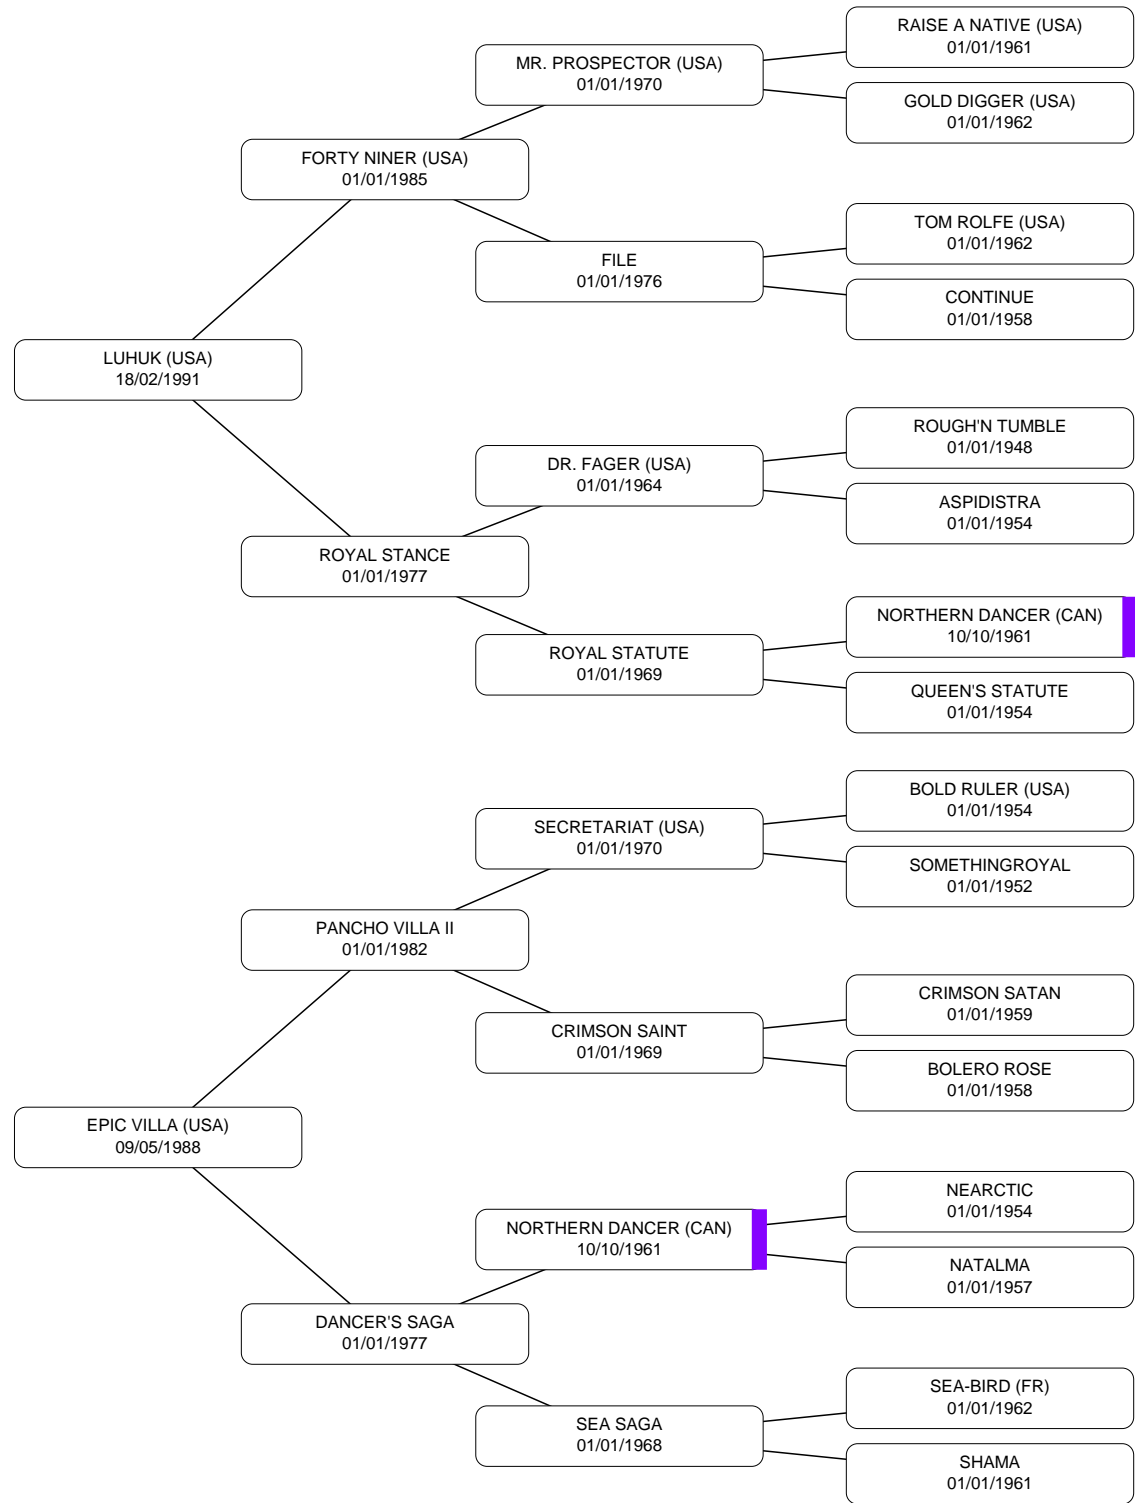 RAISE A NATIVE (USA)
01/01/1961
MR. PROSPECTOR (USA)
01/01/1970
GOLD DIGGER (USA)
01/01/1962
FORTY NINER (USA)
01/01/1985
TOM ROLFE (USA)
01/01/1962
FILE
01/01/1976
CONTINUE
01/01/1958
LUHUK (USA)
18/02/1991
ROUGH'N TUMBLE
01/01/1948
DR. FAGER (USA)
01/01/1964
ASPIDISTRA
01/01/1954
ROYAL STANCE
01/01/1977
NORTHERN DANCER (CAN)
10/10/1961
ROYAL STATUTE
01/01/1969
QUEEN'S STATUTE
01/01/1954
BOLD RULER (USA)
01/01/1954
SECRETARIAT (USA)
01/01/1970
SOMETHINGROYAL
01/01/1952
PANCHO VILLA II
01/01/1982
CRIMSON SATAN
01/01/1959
CRIMSON SAINT
01/01/1969
BOLERO ROSE
01/01/1958
EPIC VILLA (USA)
09/05/1988
NEARCTIC
01/01/1954
NORTHERN DANCER (CAN)
10/10/1961
NATALMA
01/01/1957
DANCER'S SAGA
01/01/1977
SEA-BIRD (FR)
01/01/1962
SEA SAGA
01/01/1968
SHAMA
01/01/1961